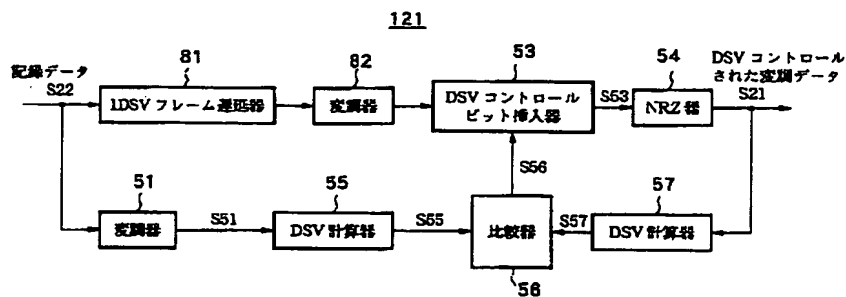 121
記録データ
S22
81
1DSV フレーム遅延器
82
変調器
53
DSV コントロール
ビット挿入器
S53
54
NRZ 器
DSV コントロール
された変調データ
S21
51
変調器
S51
55
DSV 計算器
S55
S56
比較器
56
S57
57
DSV 計算器